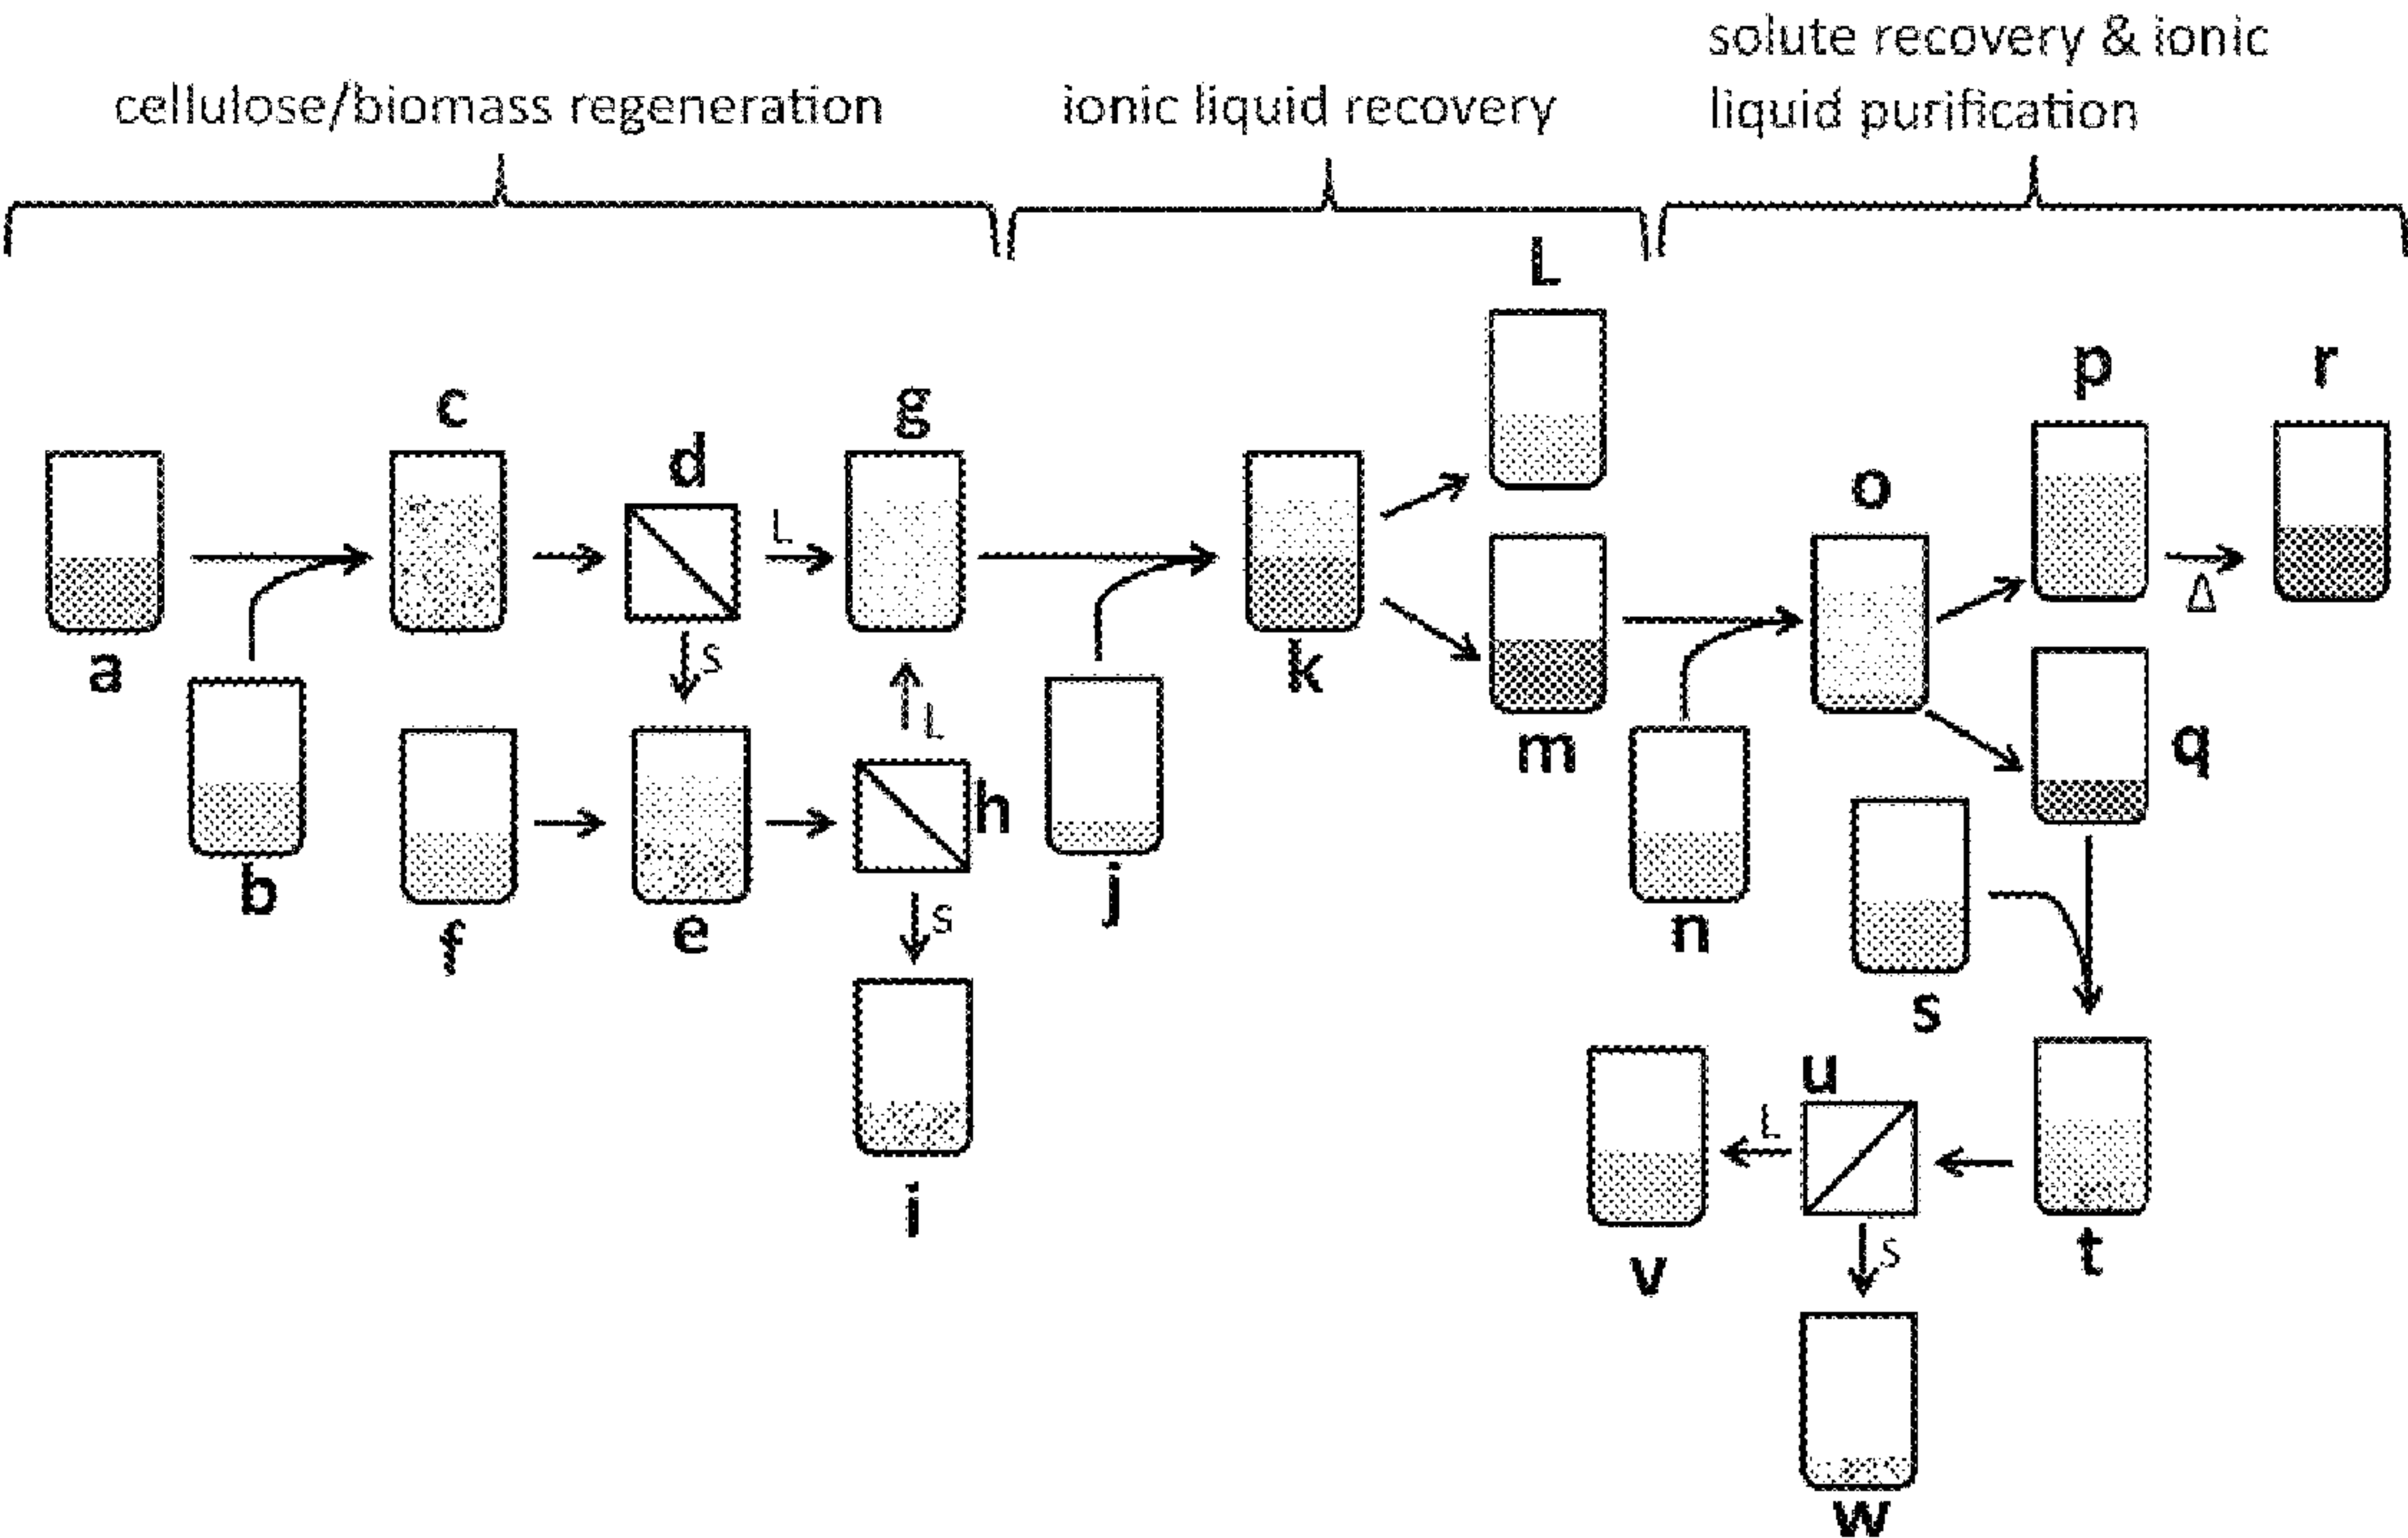 solute recovery & ionic
liquid purification
cellulose/biomass regeneration
ionic liquid recovery
L
p
r
c
g
d
o
L
a
S
k
m
q
L
b
f
e
h
j
n
S
s
i
u
L
v
S
t
w
Δ